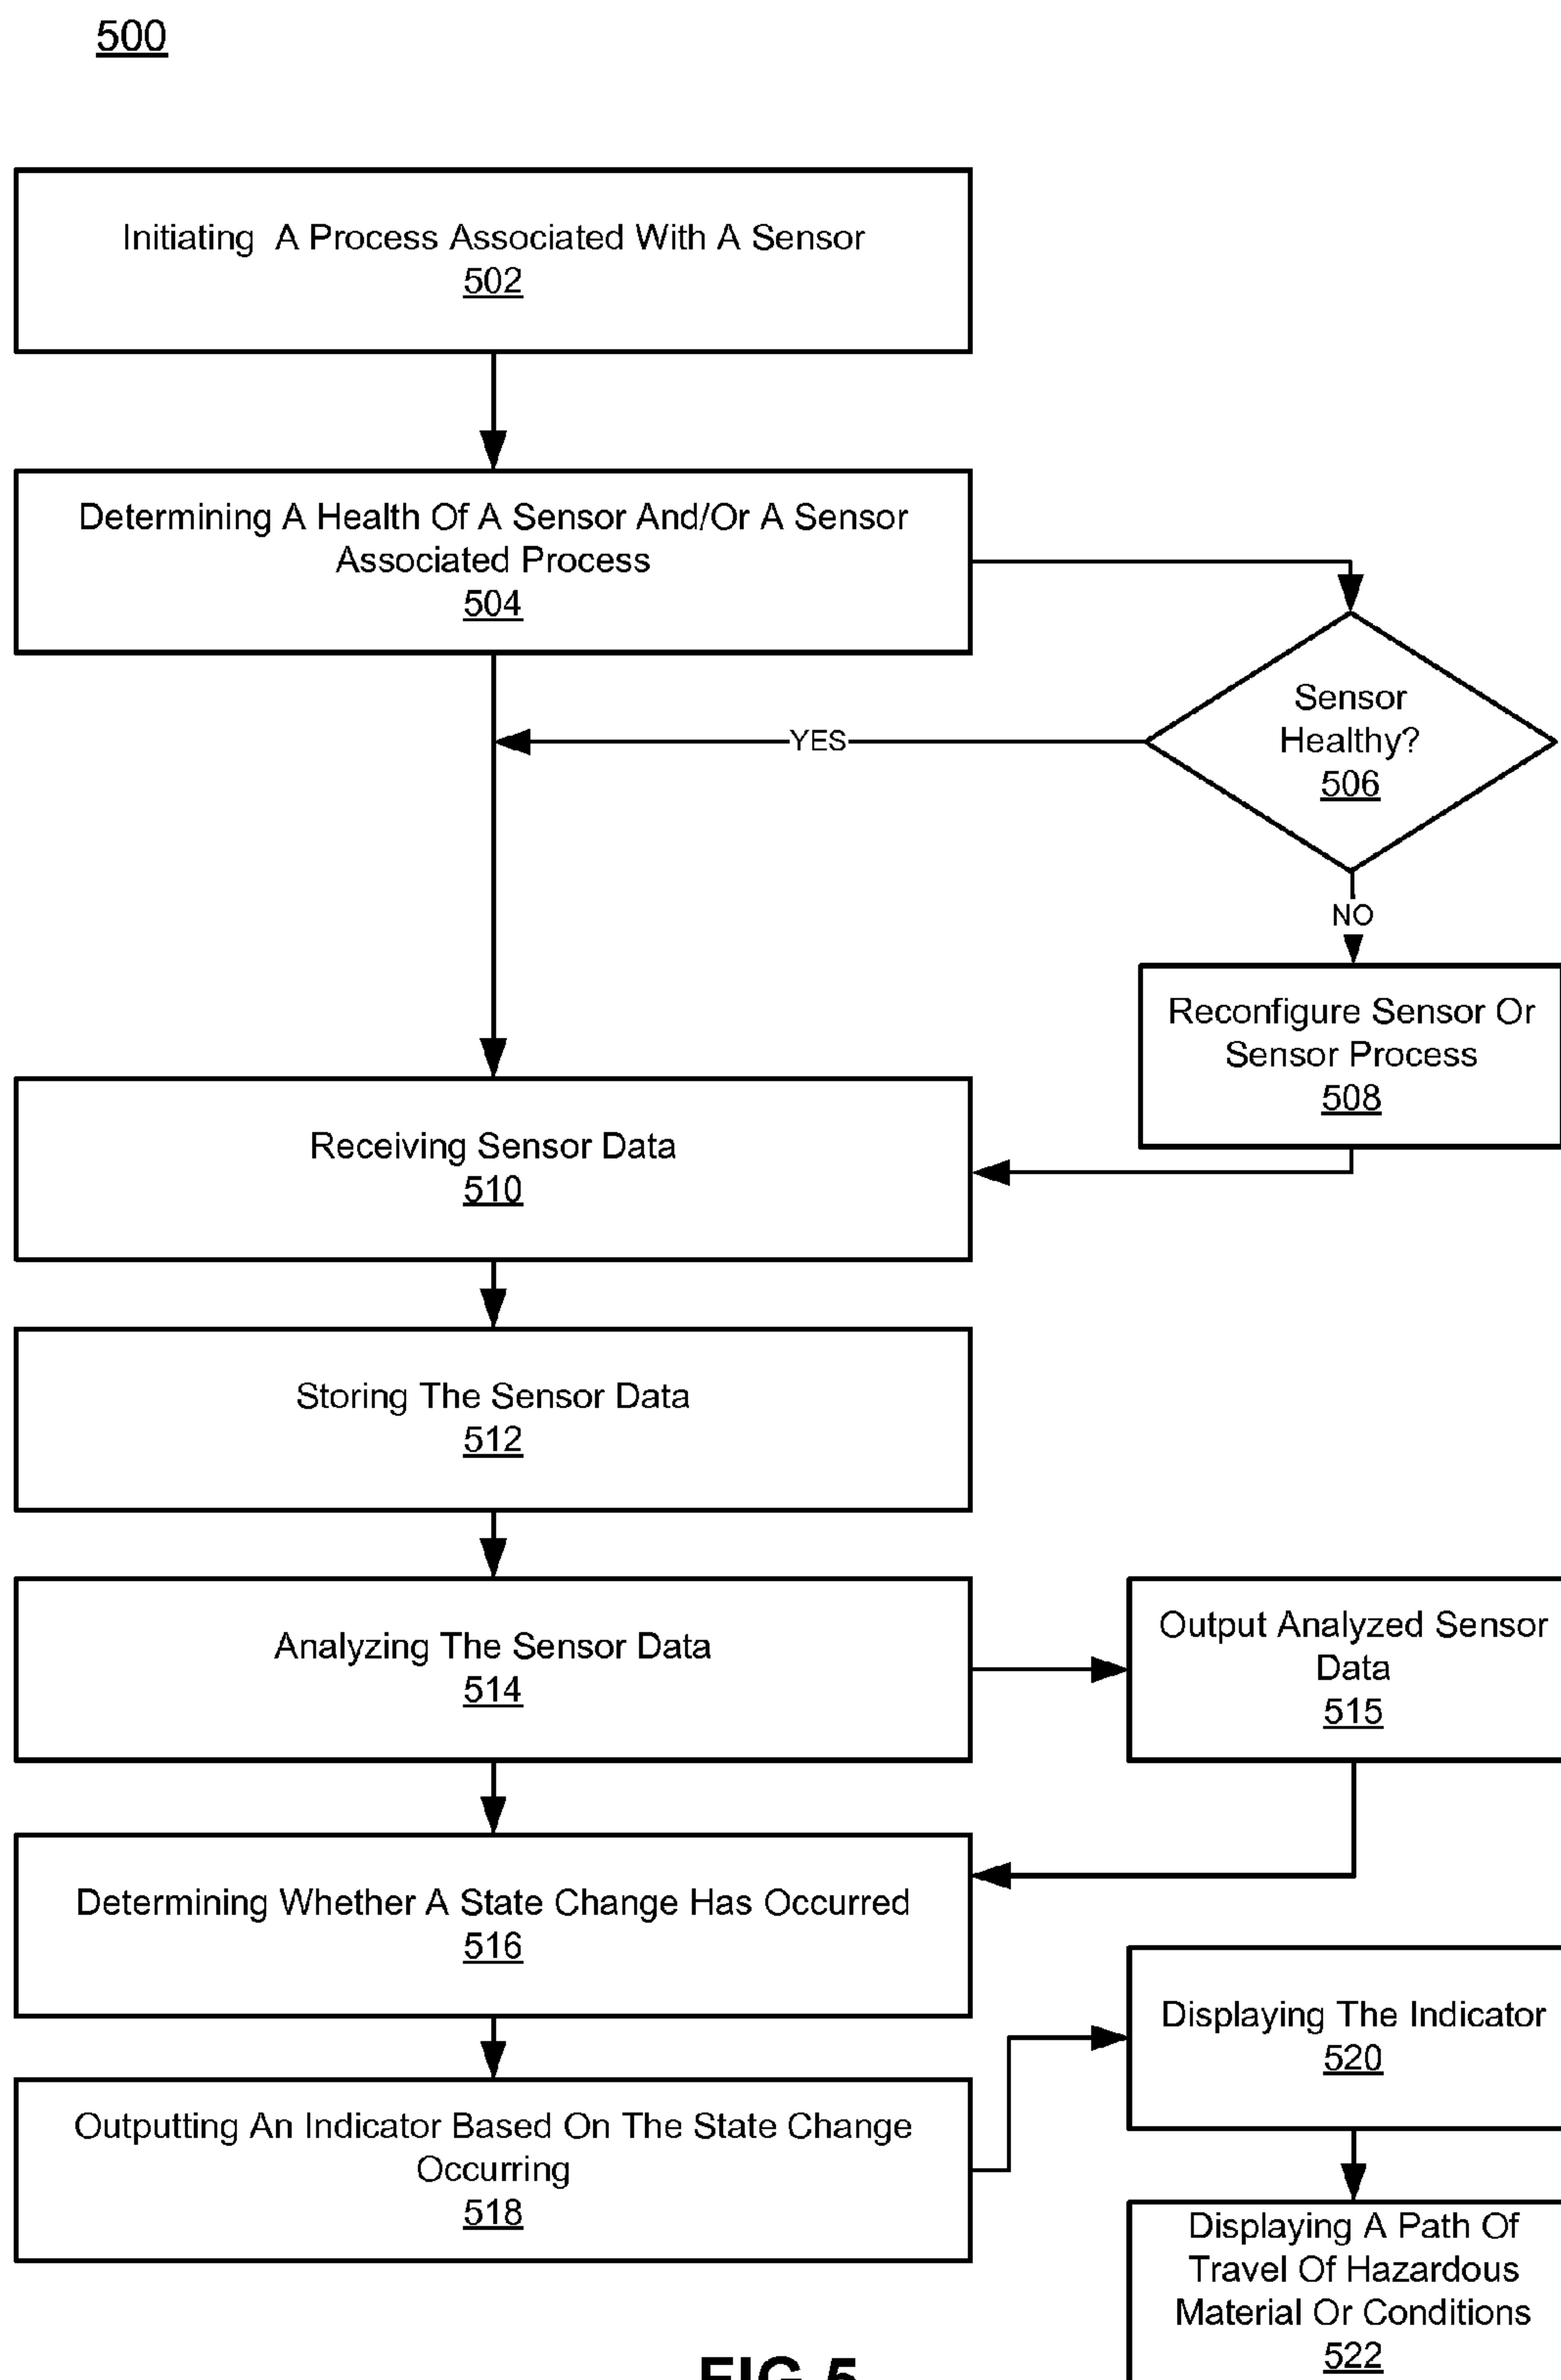 500
Initiating A Process Associated With A Sensor
502
Determining A Health Of A Sensor And/Or A Sensor
Associated Process
504
Sensor
Healthy?
506
YES
NO
Reconfigure Sensor Or
Sensor Process
508
Receiving Sensor Data
510
Storing The Sensor Data
512
Analyzing The Sensor Data
514
Output Analyzed Sensor
Data
515
Determining Whether A State Change Has Occurred
516
Outputting An Indicator Based On The State Change
Occurring
518
Displaying The Indicator
520
Displaying A Path Of
Travel Of Hazardous
Material Or Conditions
522
FIG 5